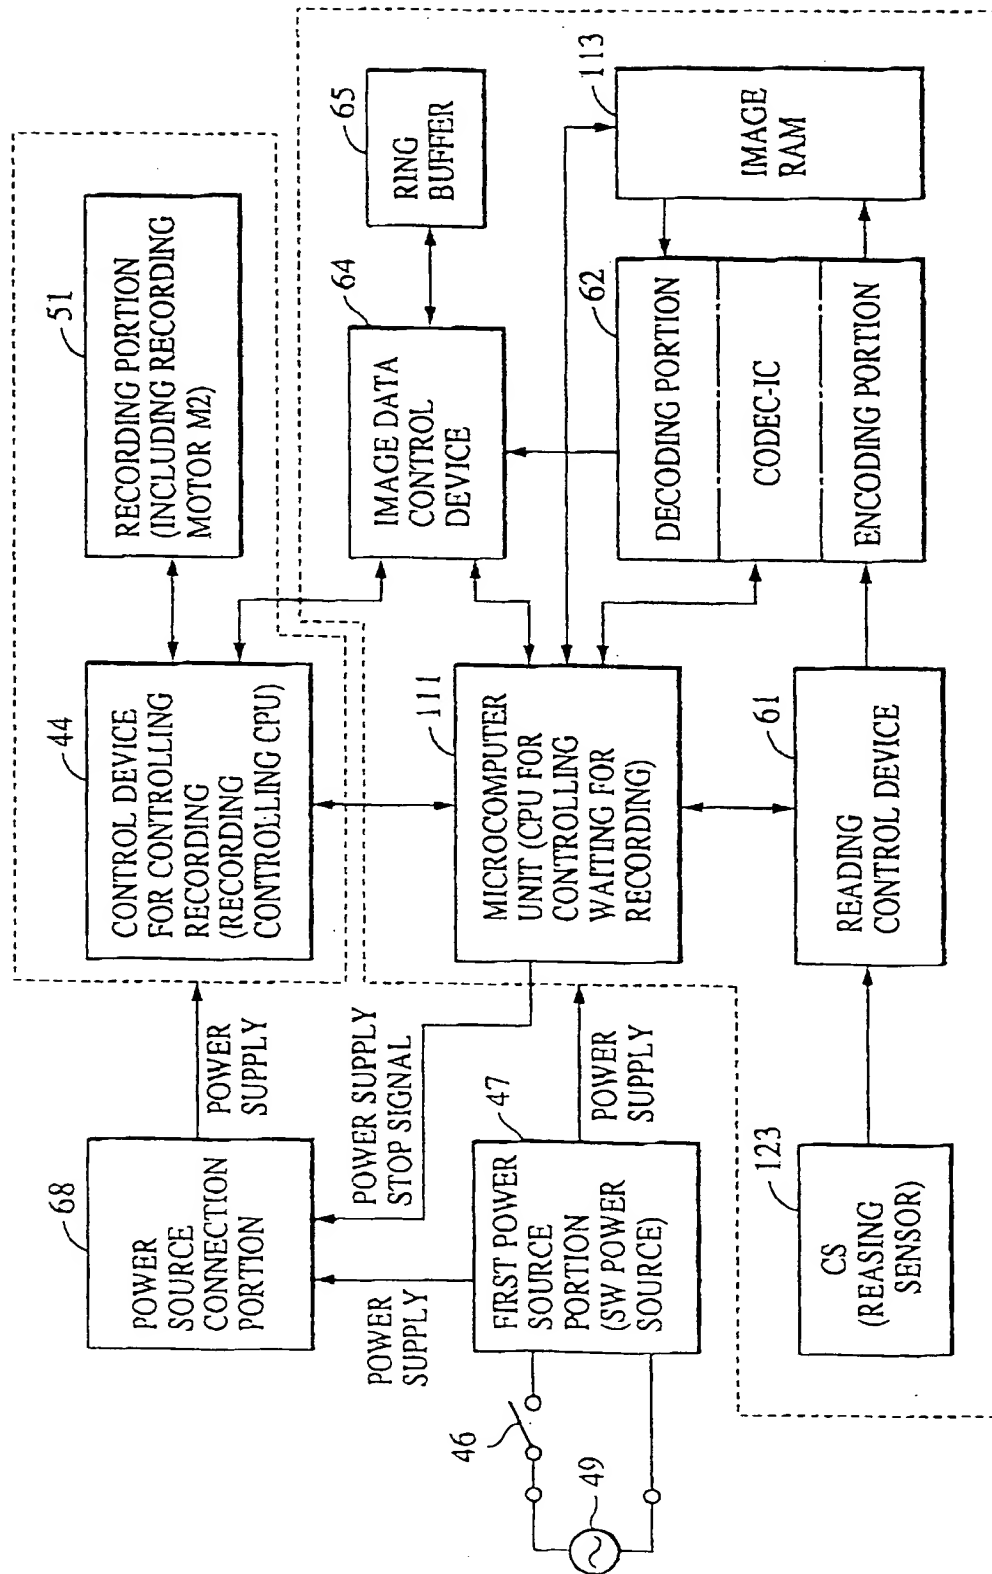 68
POWER
SOURCE
CONNECTION
PORTION
POWER
SUPPLY
44
CONTROL DEVICE
FOR CONTROLLING
RECORDING
(RECORDING
CONTROLLING CPU)
51
RECORDING PORTION
(INCLUDING RECORDING
MOTOR M2)
POWER
SUPPLY
POWER SUPPLY
STOP SIGNAL
46
49
47
FIRST POWER
SOURCE
PORTION
(SW POWER
SOURCE)
POWER
SUPPLY
111
MICROCOMPUTER
UNIT (CPU FOR
CONTROLLING
WAITING FOR
RECORDING)
64
IMAGE DATA
CONTROL
DEVICE
65
RING
BUFFER
123
CS
(REASING
SENSOR)
61
READING
CONTROL DEVICE
62
DECODING PORTION
CODEC-IC
ENCODING PORTION
113
IMAGE
RAM